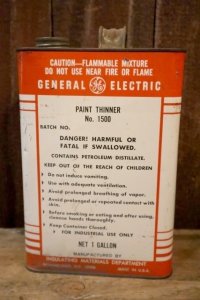 CAUTION—FLAMMABLE MIXTURE
DO NOT USE NEAR FIRE OR FLAME
GENERAL GE ELECTRIC
PAINT THINNER
No. 1500
BATCH NO.
DANGER! HARMFUL OR
FATAL IF SWALLOWED.
CONTAINS PETROLEUM DISTILLATE.
KEEP OUT OF THE REACH OF CHILDREN
• Do not induce vomiting.
• Use with adequate ventilation.
• Avoid prolonged breathing of vapor.
• Avoid prolonged or repeated contact with
skin.
• Before smoking or eating and after using,
cleanse hands thoroughly.
• Keep Container Closed.
FOR INDUSTRIAL USE ONLY
NET 1 GALLON
MANUFACTURED BY
INSULATING MATERIALS DEPARTMENT
MADE IN U.S.A.